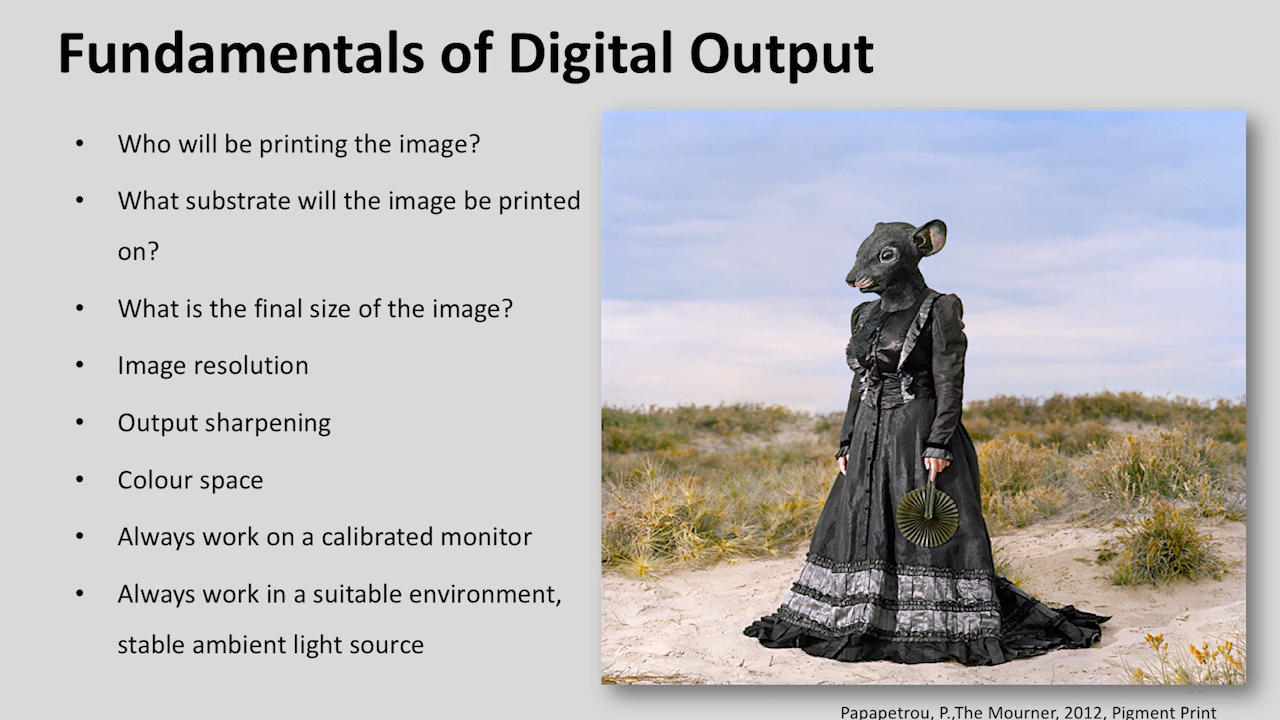 Fundamentals of Digital Output
• Who will be printing the image?
• What substrate will the image be printed
on?
• What is the final size of the image?
• Image resolution
• Output sharpening
• Colour space
• Always work on a calibrated monitor
• Always work in a suitable environment,
stable ambient light source
Papapetrou, P.,The Mourner, 2012, Pigment Print